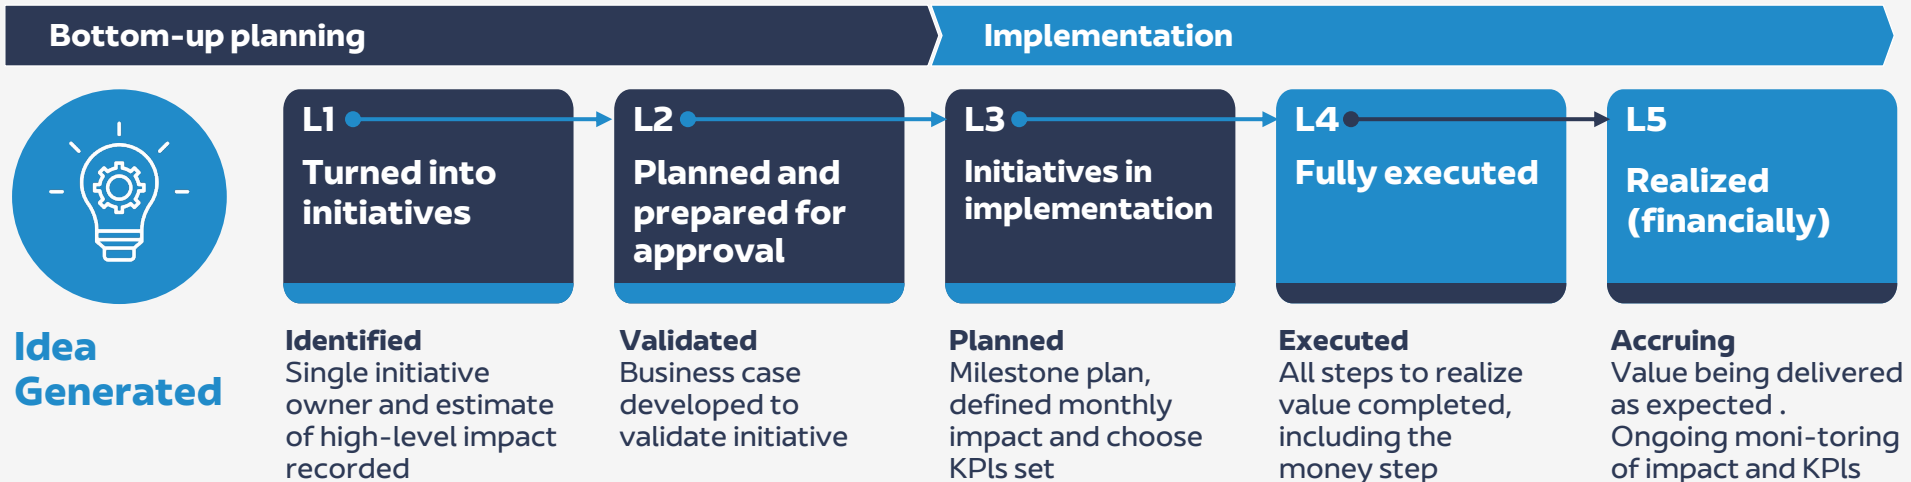 Bottom-up planning
Implementation
L1
Turned into
initiatives
L2
Planned and
prepared for
approval
L3
Initiatives in
implementation
L4
Fully executed
L5
Realized
(financially)
Idea
Generated
Identified
Single initiative
owner and estimate
of high-level impact
recorded
Validated
Business case
developed to
validate initiative
Planned
Milestone plan,
defined monthly
impact and choose
KPIs set
Executed
All steps to realize
value completed,
including the
money step
Accruing
Value being delivered
as expected .
Ongoing moni-toring
of impact and KPIs